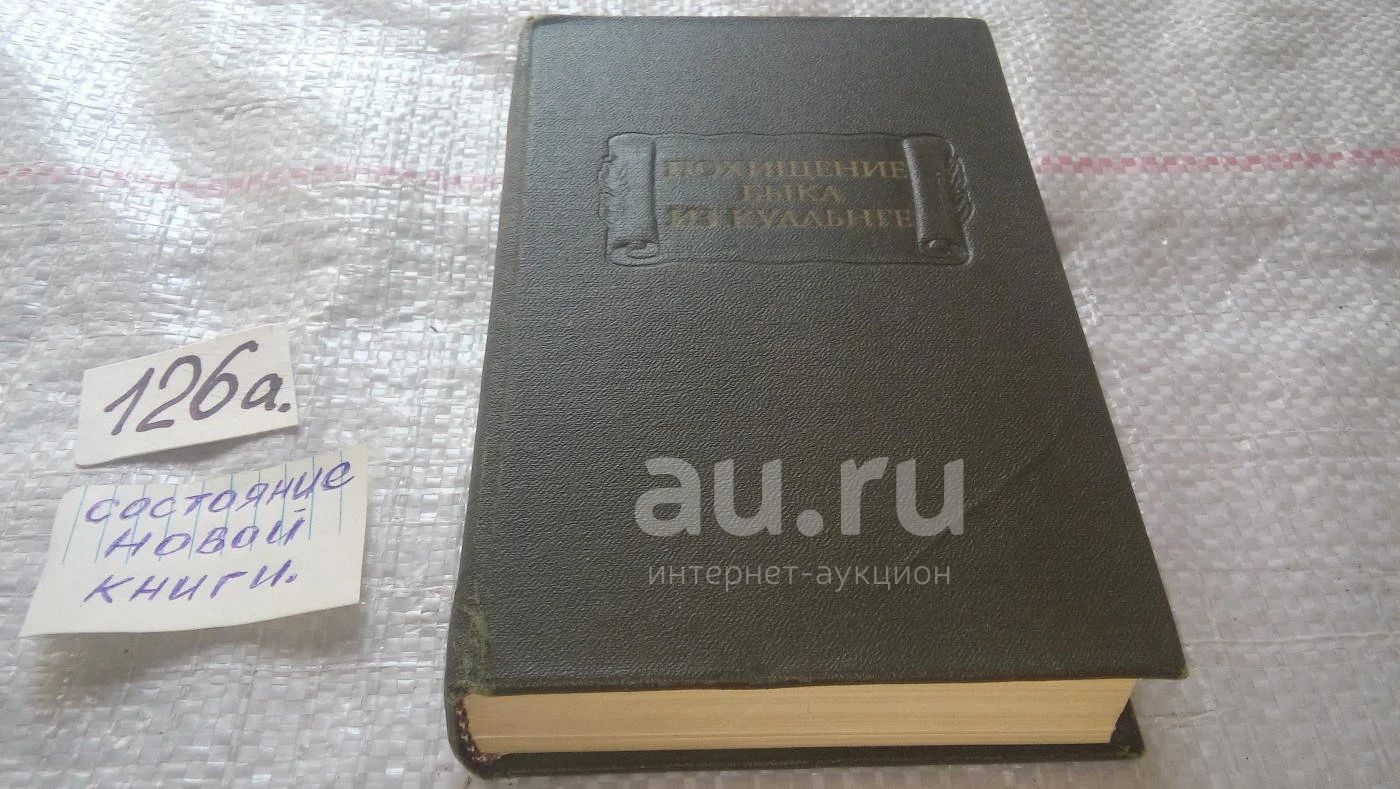 ПОХИЩЕНИЕ
БЫКА
ИЗ КУАЛЬНГЕ
126а.
состояние
новой
книги.
au.ru
интернет-аукцион